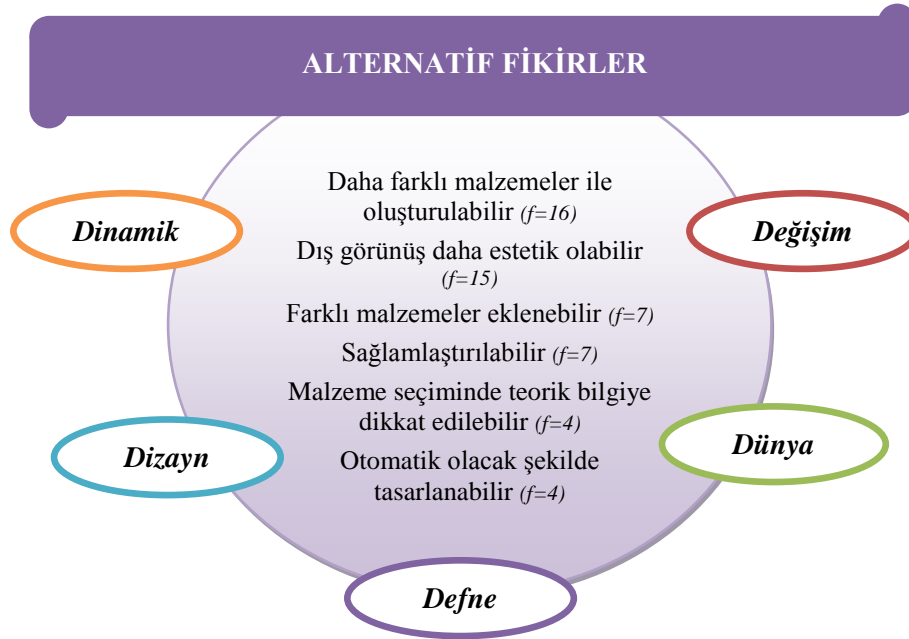 ALTERNATİF FİKİRLER
Daha farklı malzemeler ile
oluşturulabilir (f=16)
Dış görünüş daha estetik olabilir
(f=15)
Farklı malzemeler eklenebilir (f=7)
Sağlamlaştırılabilir (f=7)
Malzeme seçiminde teorik bilgiye
dikkat edilebilir (f=4)
Otomatik olacak şekilde
tasarlanabilir (f=4)
Dinamik
Değişim
Dizayn
Dünya
Defne